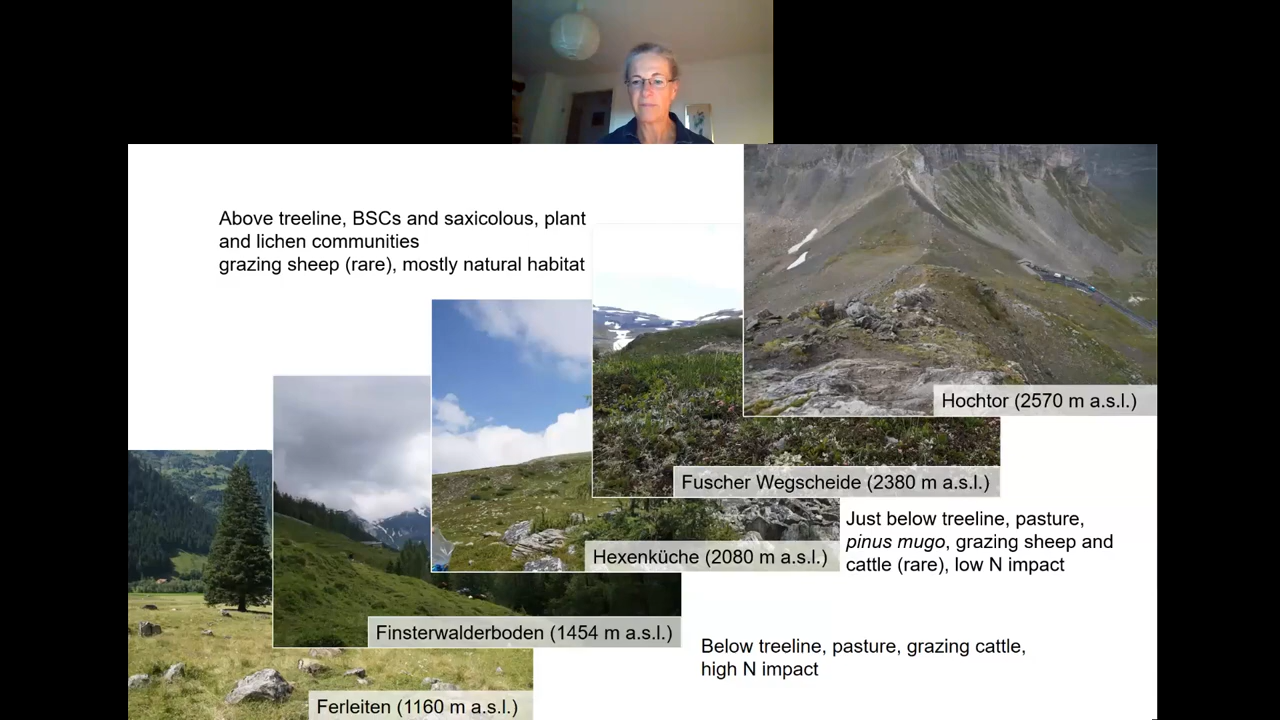 Above treeline, BSCs and saxicolous, plant
and lichen communities
grazing sheep (rare), mostly natural habitat
Hochtor (2570 m a.s.l.)
Fuscher Wegscheide (2380 m a.s.l.)
Just below treeline, pasture,
pinus mugo, grazing sheep and
cattle (rare), low N impact
Hexenküche (2080 m a.s.l.)
Finsterwalderboden (1454 m a.s.l.)
Below treeline, pasture, grazing cattle,
high N impact
Ferleiten (1160 m a.s.l.)